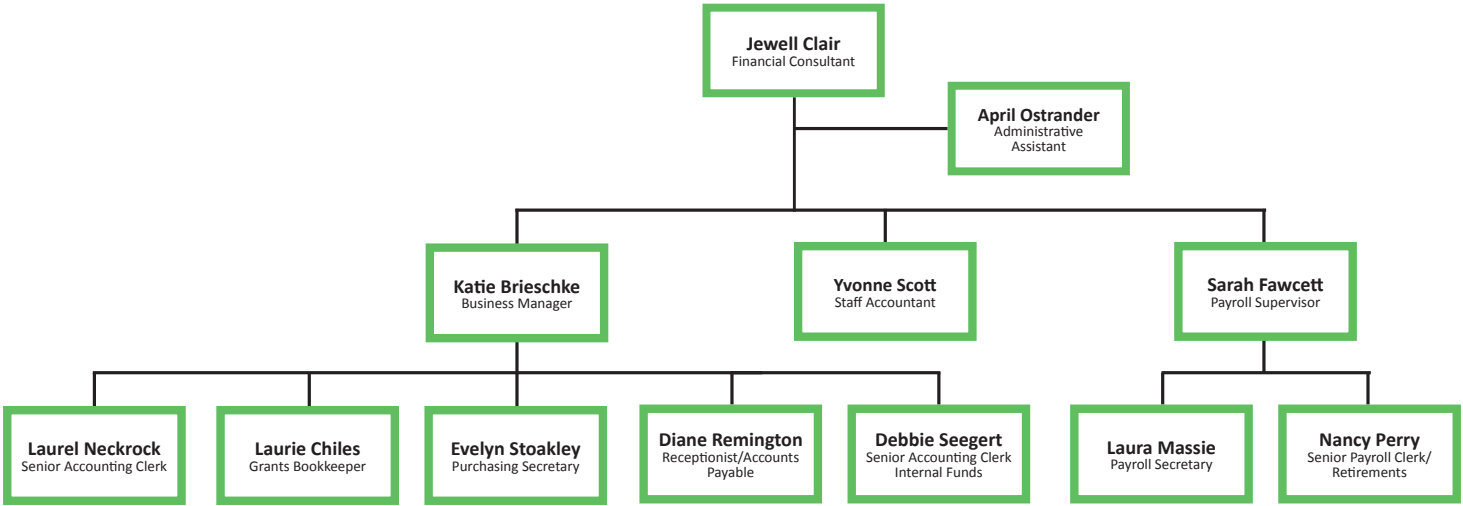 Jewell Clair
Financial Consultant
April Ostrander
Administrative
Assistant
Katie Brieschke
Business Manager
Yvonne Scott
Staff Accountant
Sarah Fawcett
Payroll Supervisor
Laurel Neckrock
Senior Accounting Clerk
Laurie Chiles
Grants Bookkeeper
Evelyn Stoakley
Purchasing Secretary
Diane Remington
Receptionist/Accounts
Payable
Debbie Seegert
Senior Accounting Clerk
Internal Funds
Laura Massie
Payroll Secretary
Nancy Perry
Senior Payroll Clerk/
Retirements